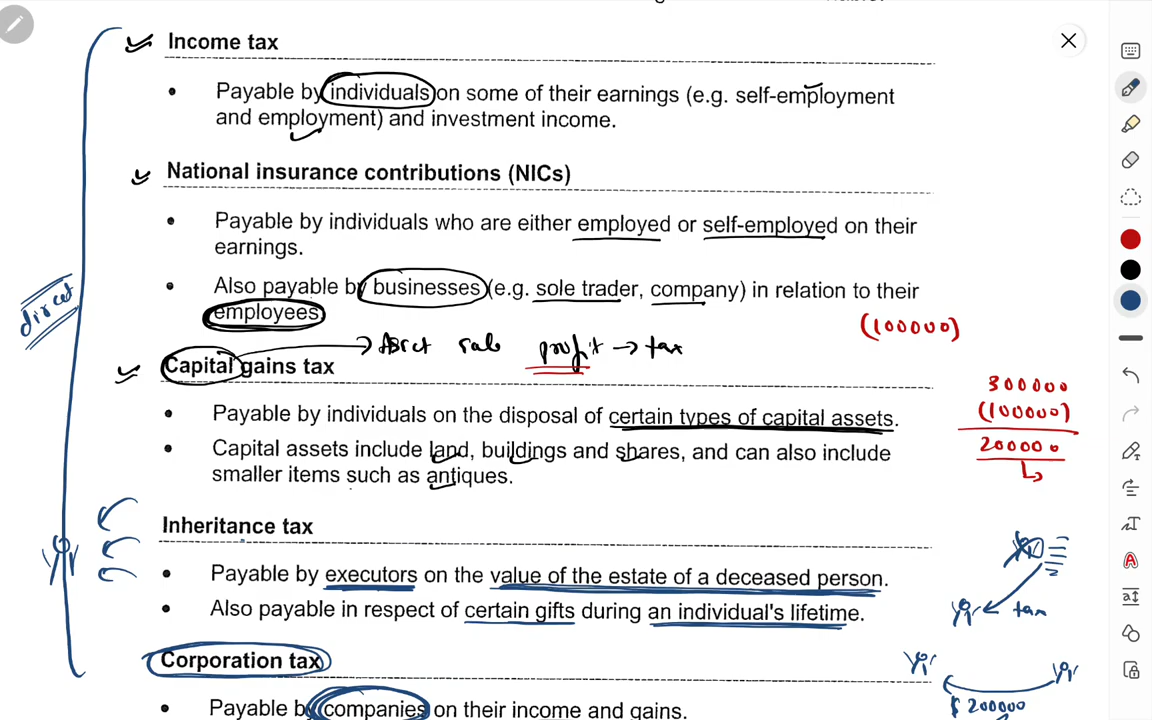 Income tax
• Payable by individuals on some of their earnings (e.g. self-employment
and employment) and investment income.
National insurance contributions (NICs)
• Payable by individuals who are either employed or self-employed on their
earnings.
• Also payable by businesses (e.g. sole trader, company) in relation to their
employees
direct
(100000)
Asset sale profit → tax
Capital gains tax
300000
(100000)
200000
• Payable by individuals on the disposal of certain types of capital assets.
• Capital assets include land, buildings and shares, and can also include
smaller items such as antiques.
Inheritance tax
• Payable by executors on the value of the estate of a deceased person.
• Also payable in respect of certain gifts during an individual's lifetime.
tax
Corporation tax
• Payable by companies on their income and gains.
$ 200000